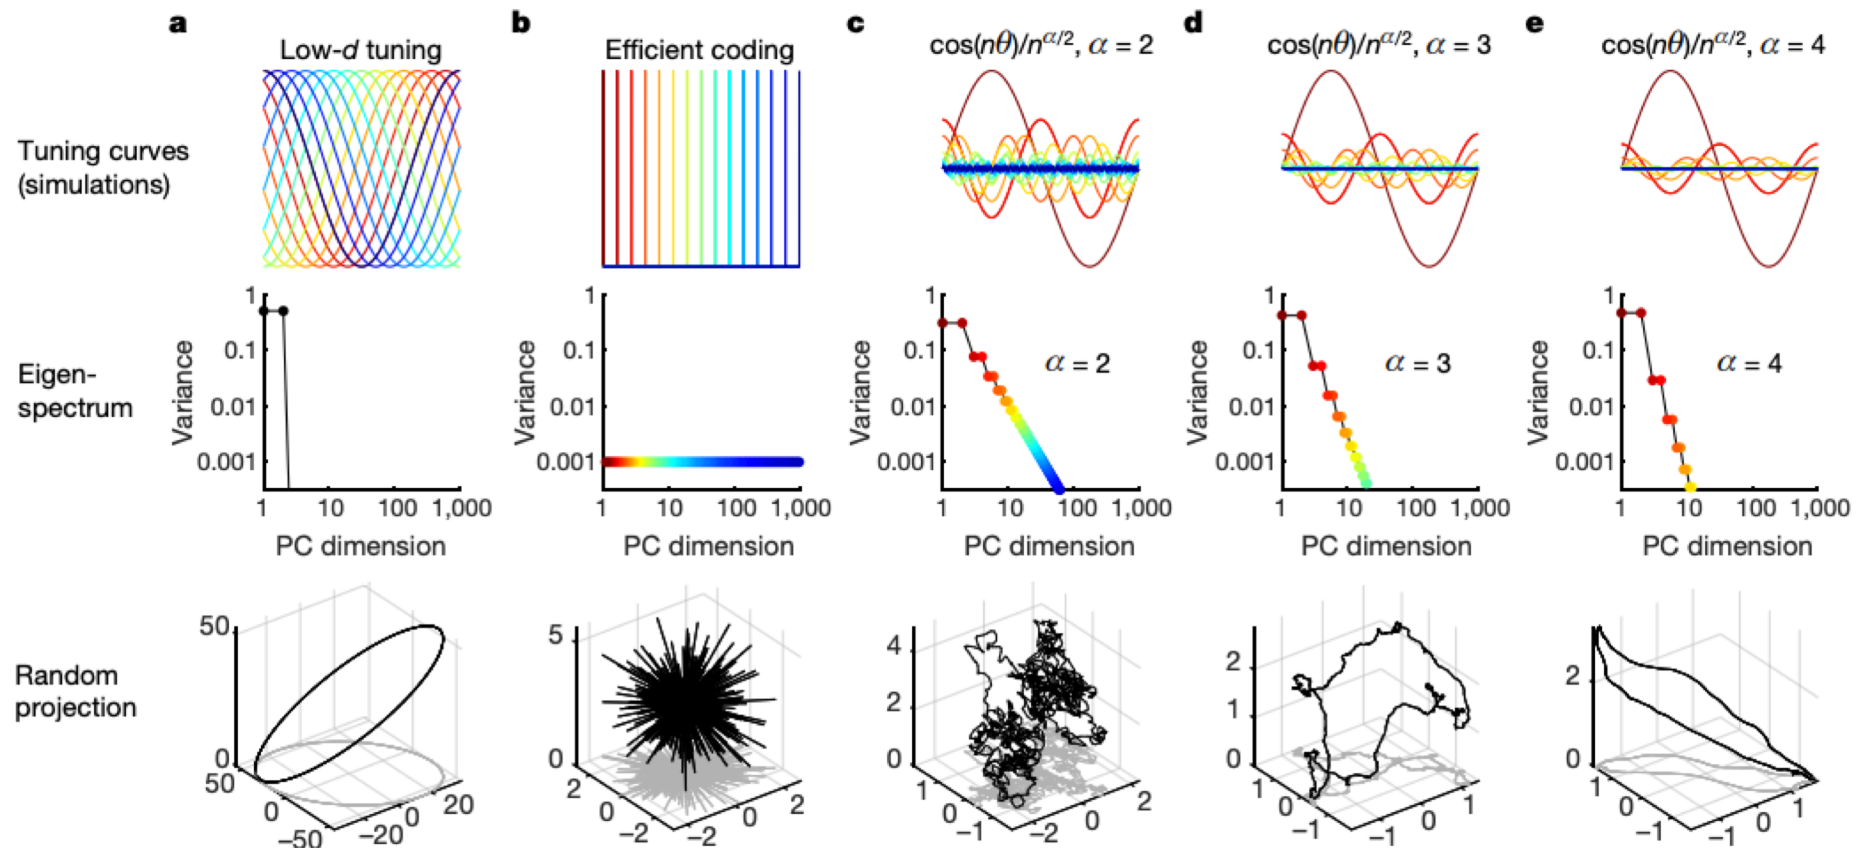 a b c d e
Low-d tuning Efficient coding cos(nθ)/n^{α/2}, α = 2 cos(nθ)/n^{α/2}, α = 3 cos(nθ)/n^{α/2}, α = 4
Tuning curves
(simulations)
1 1 1 1 1
0.1 0.1 0.1 0.1 0.1
α = 2 α = 3 α = 4
Eigen-
spectrum
Variance Variance Variance Variance Variance
0.01 0.01 0.01 0.01 0.01
0.001 0.001 0.001 0.001 0.001
1 10 100 1,000 1 10 100 1,000 1 10 100 1,000 1 10 100 1,000 1 10 100 1,000
PC dimension PC dimension PC dimension PC dimension PC dimension
Random
projection
50 0 50 0 −50 −20 0 20
5 0 2 0 −2 −2 0 2
4 2 0 1 0 −1 −2 0 2
2 1 0 1 0 −1 −1 0 1
2 0 1 0 −1 −1 0 1